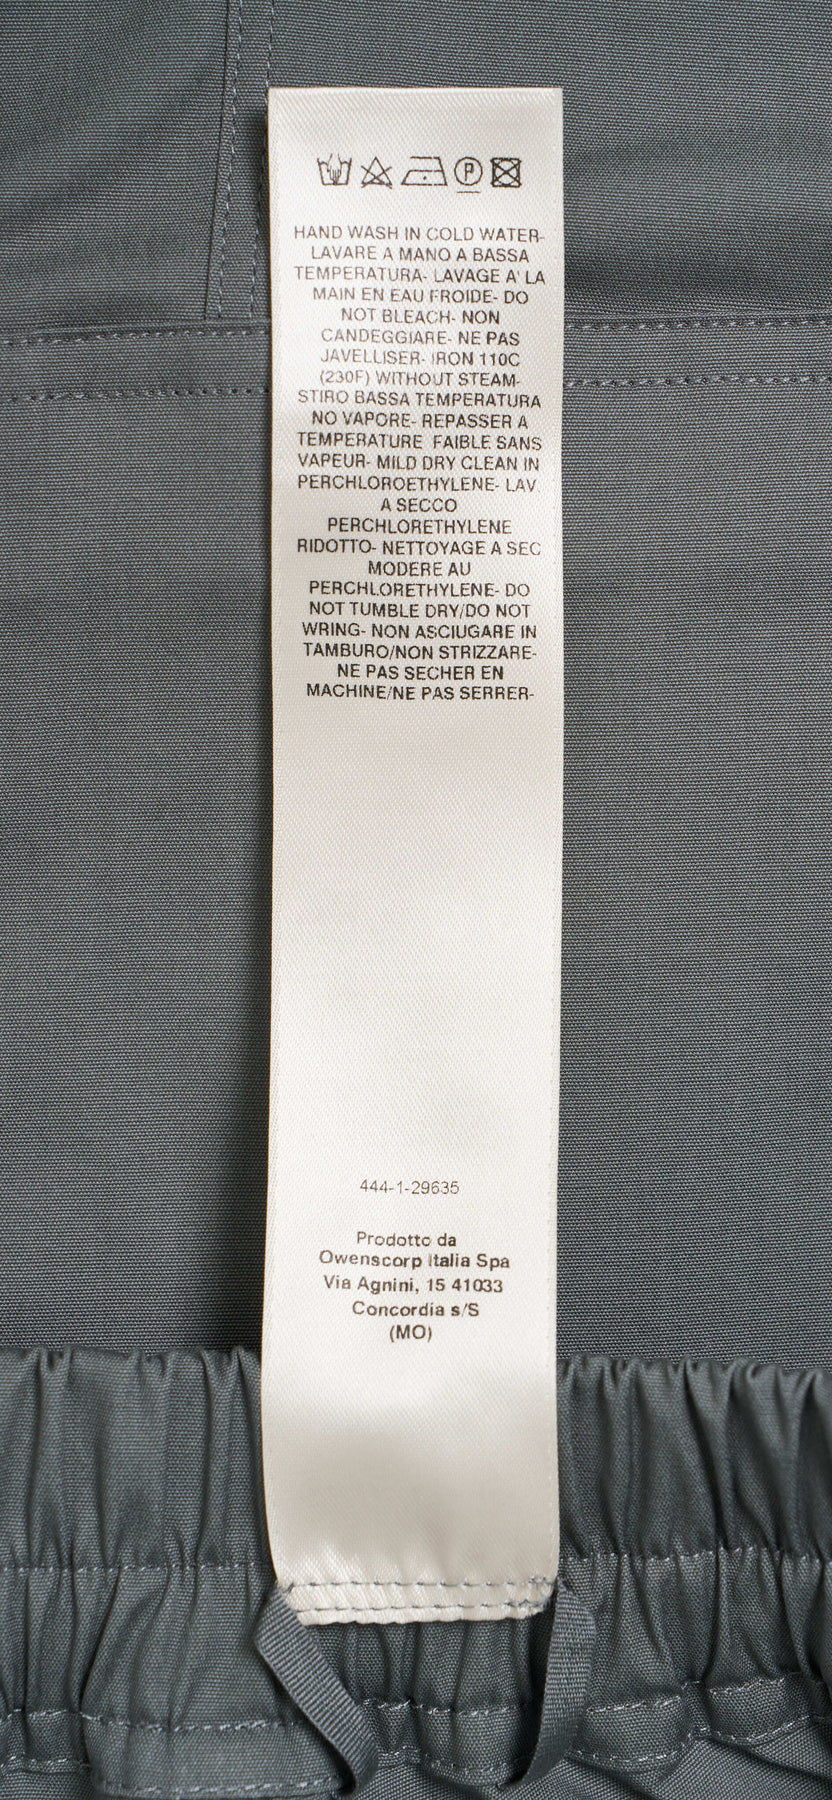 P
HAND WASH IN COLD WATER-
LAVARE A MANO A BASSA
TEMPERATURA- LAVAGE A' LA
MAIN EN EAU FROIDE- DO
NOT BLEACH- NON
CANDEGGIARE- NE PAS
JAVELLISER- IRON 110C
(230F) WITHOUT STEAM-
STIRO BASSA TEMPERATURA
NO VAPORE- REPASSER A
TEMPERATURE FAIBLE SANS
VAPEUR- MILD DRY CLEAN IN
PERCHLOROETHYLENE- LAV.
A SECCO
PERCHLORETHYLENE
RIDOTTO- NETTOYAGE A SEC
MODERE AU
PERCHLORETHYLENE- DO
NOT TUMBLE DRY/DO NOT
WRING- NON ASCIUGARE IN
TAMBURO/NON STRIZZARE-
NE PAS SECHER EN
MACHINE/NE PAS SERRER-
444-1-29635
Prodotto da
Owenscorp Italia Spa
Via Agnini, 15 41033
Concordia s/S
(MO)